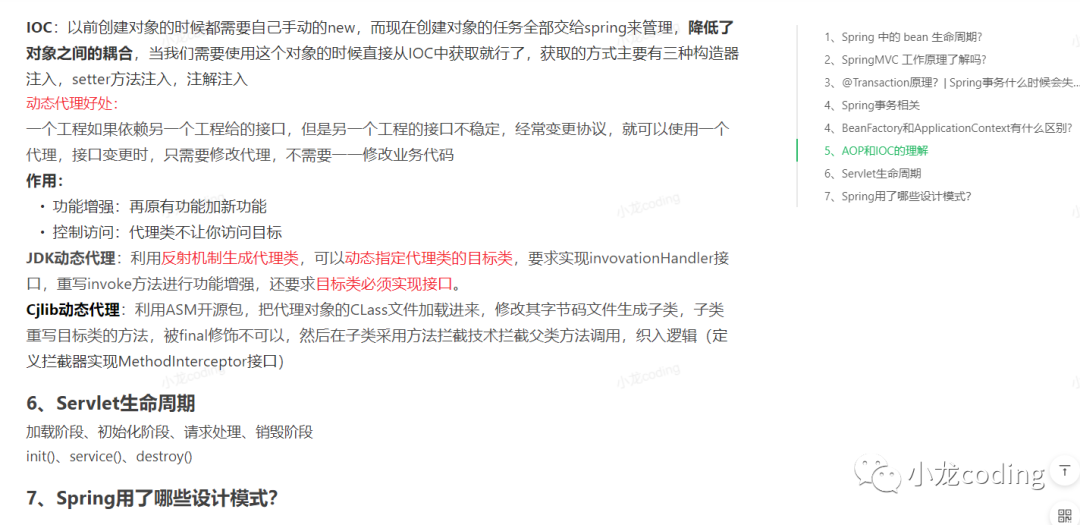 IOC：以前创建对象的时候都需要自己手动的new，而现在创建对象的任务全部交给spring来管理，降低了
对象之间的耦合，当我们需要使用这个对象的时候直接从IOC中获取就行了，获取的方式主要有三种构造器
注入，setter方法注入，注解注入
动态代理好处：
一个工程如果依赖另一个工程给的接口，但是另一个工程的接口不稳定，经常变更协议，就可以使用一个
代理，接口变更时，只需要修改代理，不需要一一修改业务代码
作用：
• 功能增强：再原有功能加新功能
• 控制访问：代理类不让你访问目标
JDK动态代理：利用反射机制生成代理类，可以动态指定代理类的目标类，要求实现invovationHandler接
口，重写invoke方法进行功能增强，还要求目标类必须实现接口。
Cjlib动态代理：利用ASM开源包，把代理对象的CLass文件加载进来，修改其字节码文件生成子类，子类
重写目标类的方法，被final修饰不可以，然后在子类采用方法拦截技术拦截父类方法调用，织入逻辑（定
义拦截器实现MethodInterceptor接口）
6、Servlet生命周期
加载阶段、初始化阶段、请求处理、销毁阶段
init()、service()、destroy()
7、Spring用了哪些设计模式？
1、Spring 中的 bean 生命周期?
2、SpringMVC 工作原理了解吗?
3、@Transaction原理？| Spring事务什么时候会失...
4、Spring事务相关
4、BeanFactory和ApplicationContext有什么区别?
5、AOP和IOC的理解
6、Servlet生命周期
7、Spring用了哪些设计模式?
小龙coding
小龙coding
小龙coding
小龙coding